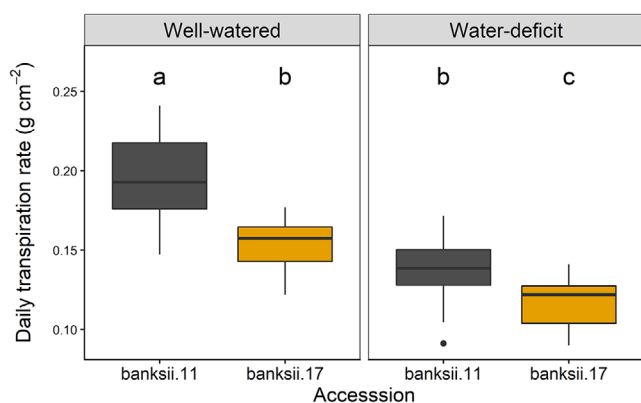 Well-watered
Water-deficit
a
b
b
c
Daily transpiration rate (g cm⁻²)
0.25
0.20
0.15
0.10
banksii.11
banksii.17
banksii.11
banksii.17
Accesssion